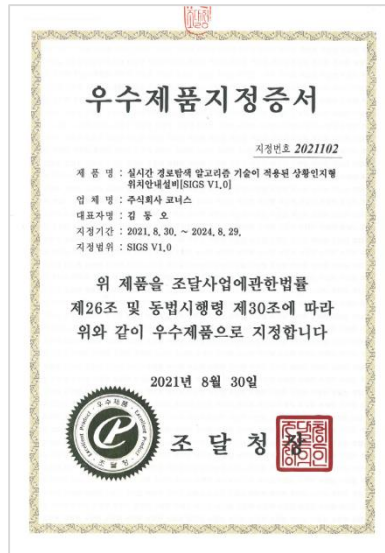 우수제품지정증서
지정번호 2021102
제 품 명 : 실시간 경로탐색 알고리즘 기술이 적용된 상황인지형
위치안내설비[SIGS V1.0]
업 체 명 : 주식회사 코너스
대표자명 : 김 동 오
지정기간 : 2021. 8. 30. ~ 2024. 8. 29.
지정범위 : SIGS V1.0
위 제품을 조달사업에관한법률
제26조 및 동법시행령 제30조에 따라
위와 같이 우수제품으로 지정합니다
2021년 8월 30일
조 달 청 장